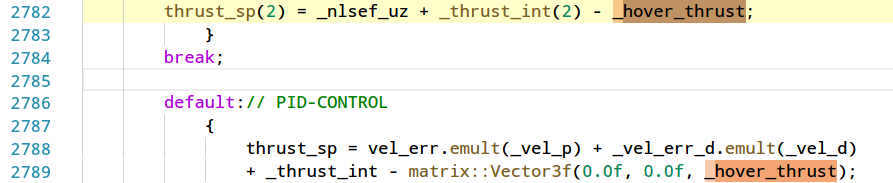 2782 thrust_sp(2) = _nlsef_uz + _thrust_int(2) - _hover_thrust;
2783 }
2784 break;
2785
2786 default:// PID-CONTROL
2787 {
2788 thrust_sp = vel_err.emult(_vel_p) + _vel_err_d.emult(_vel_d)
2789 + _thrust_int - matrix::Vector3f(0.0f, 0.0f, _hover_thrust);